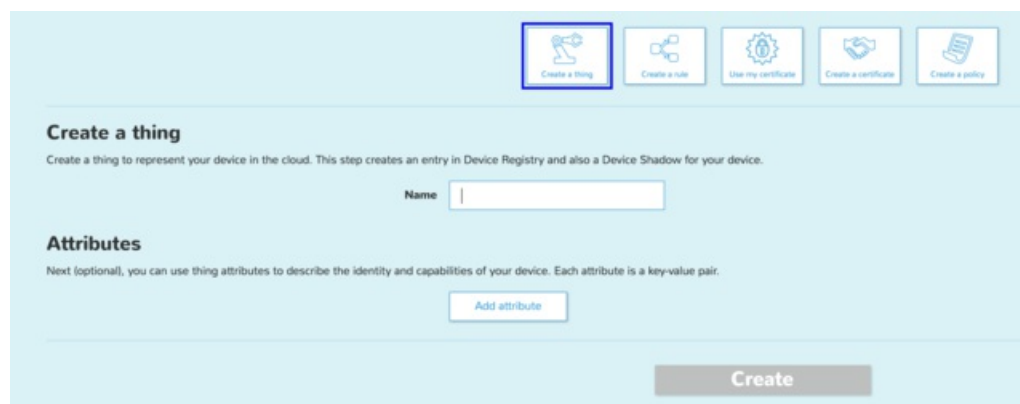 Create a thing
Create a rule
Use my certificate
Create a certificate
Create a policy
Create a thing
Create a thing to represent your device in the cloud. This step creates an entry in Device Registry and also a Device Shadow for your device.
Name
Attributes
Next (optional), you can use thing attributes to describe the identity and capabilities of your device. Each attribute is a key-value pair.
Add attribute
Create